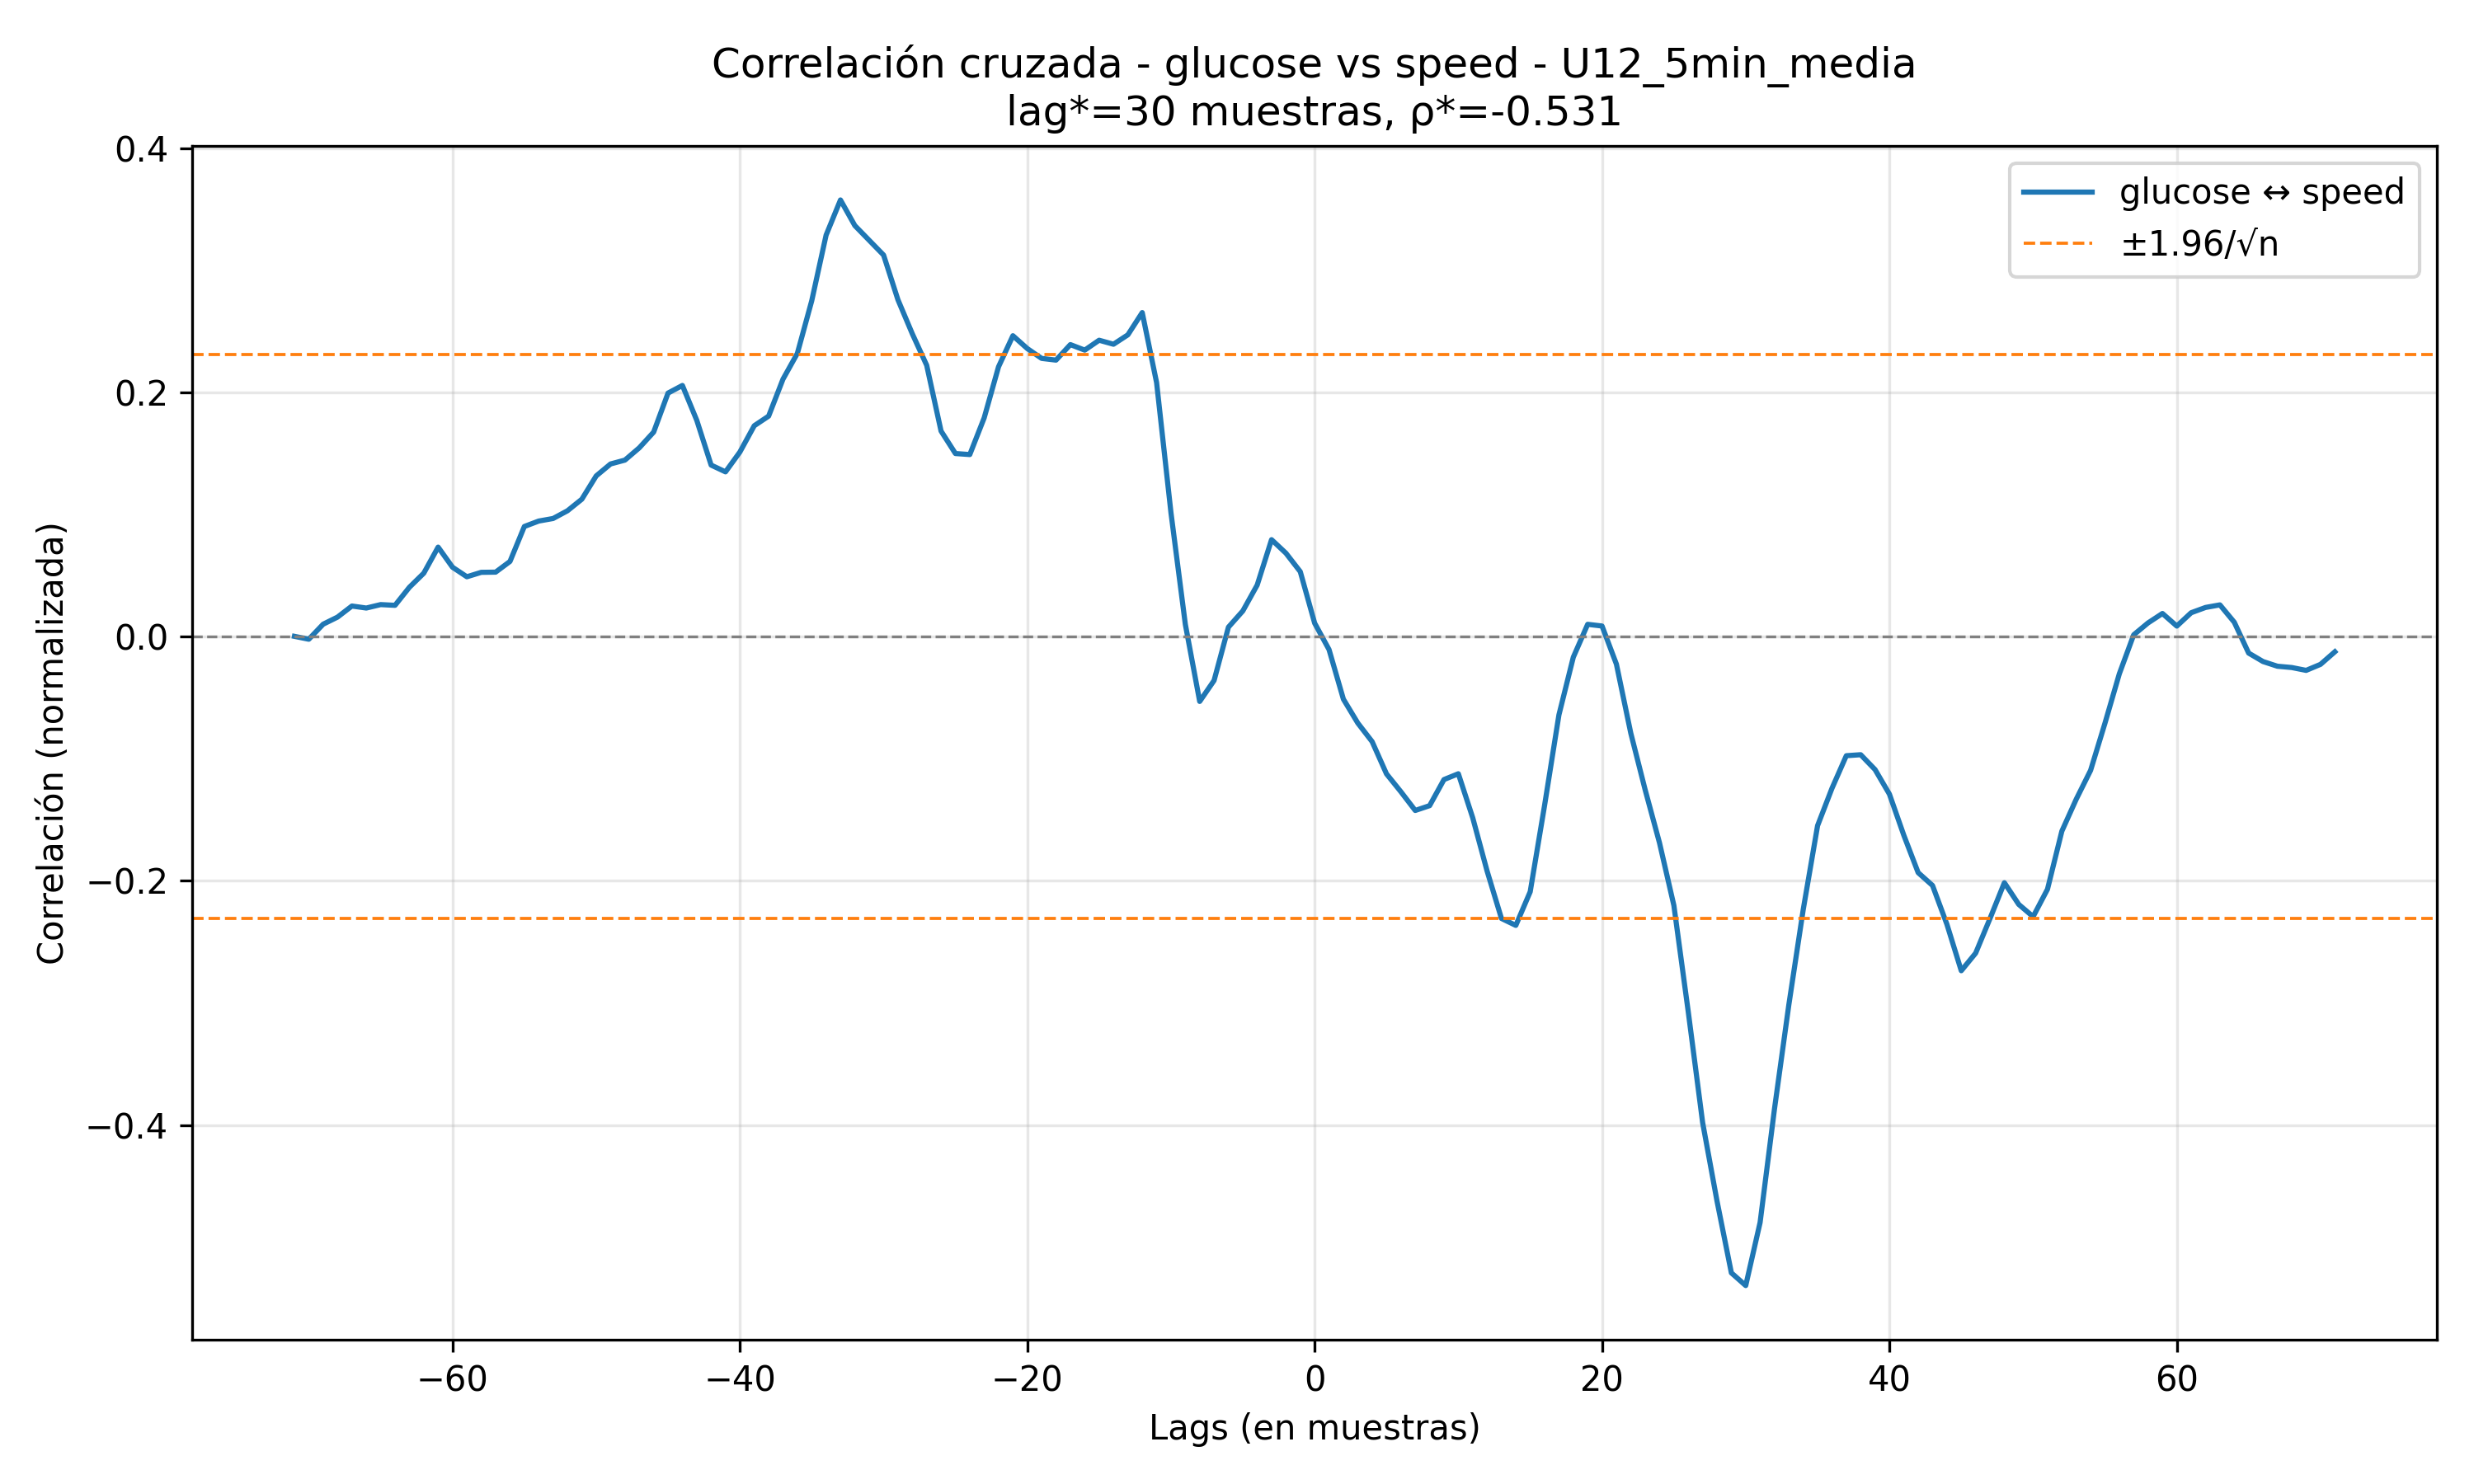 Correlación cruzada - glucose vs speed - U12_5min_media
lag*=30 muestras, ρ*=-0.531
glucose ↔ speed
±1.96/√n
Correlación (normalizada)
0.4
0.2
0.0
−0.2
−0.4
−60
−40
−20
0
20
40
60
Lags (en muestras)